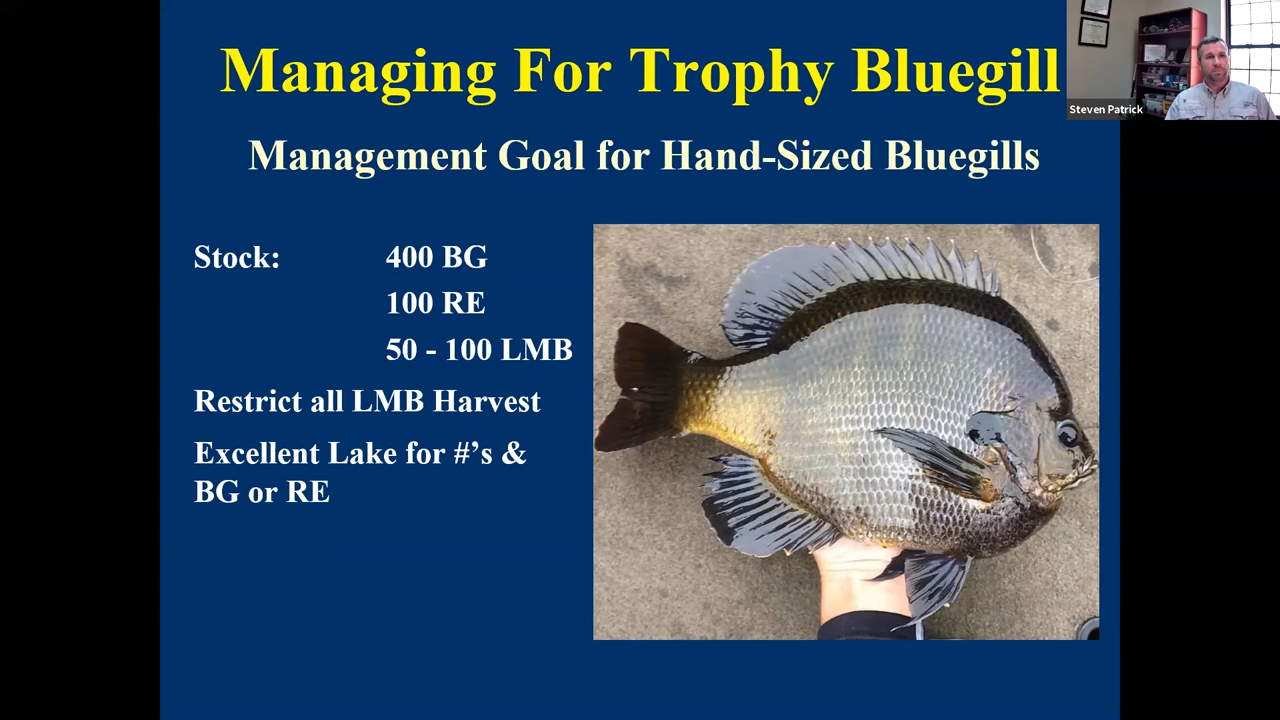 Managing For Trophy Bluegill
Steven Patrick
Management Goal for Hand-Sized Bluegills
Stock: 400 BG
100 RE
50 - 100 LMB
Restrict all LMB Harvest
Excellent Lake for #’s &
BG or RE